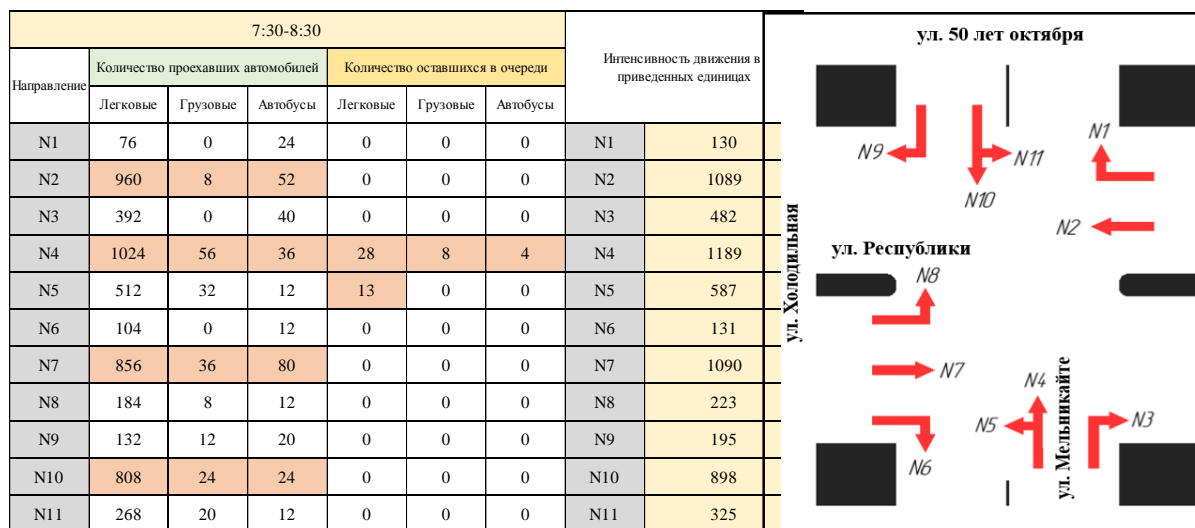 7:30-8:30
Интенсивность движения в
приведенных единицах
Направление
Количество проехавших автомобилей
Количество оставшихся в очереди
Легковые Грузовые Автобусы Легковые Грузовые Автобусы
N1 76 0 24 0 0 0 N1 130
N2 960 8 52 0 0 0 N2 1089
N3 392 0 40 0 0 0 N3 482
N4 1024 56 36 28 8 4 N4 1189
N5 512 32 12 13 0 0 N5 587
N6 104 0 12 0 0 0 N6 131
N7 856 36 80 0 0 0 N7 1090
N8 184 8 12 0 0 0 N8 223
N9 132 12 20 0 0 0 N9 195
N10 808 24 24 0 0 0 N10 898
N11 268 20 12 0 0 0 N11 325
ул. 50 лет октября
N1
N9
N11
N10
N2
ул. Холодильная
ул. Республики
N8
N7
N4
ул. Мельникайте
N5
N3
N6